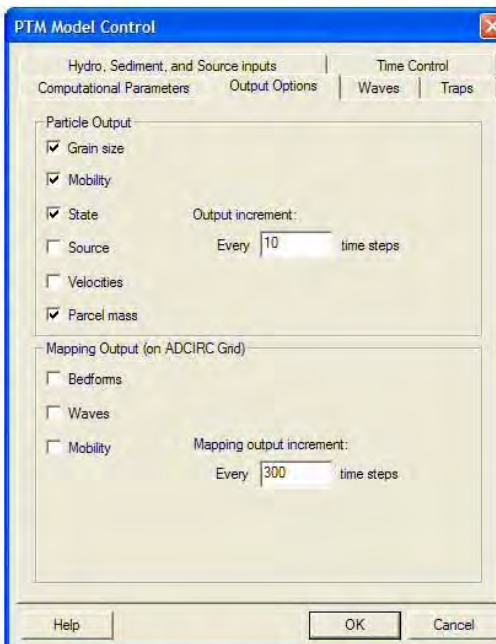 PTM Model Control
Hydro, Sediment, and Source inputs
Time Control
Computational Parameters
Output Options
Waves
Traps
Particle Output
Grain size
Mobility
State
Output increment:
Source
Every 10 time steps
Velocities
Parcel mass
Mapping Output (on ADCIRC Grid)
Bedforms
Waves
Mobility
Mapping output increment:
Every 300 time steps
Help
OK
Cancel